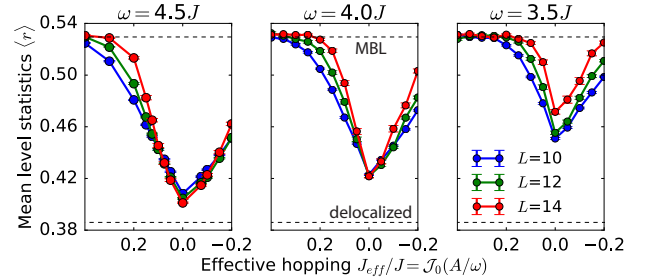 ω=4.5J ω=4.0J ω=3.5J
Mean level statistics ⟨r⟩
0.54
0.50
0.46
0.42
0.38
MBL
delocalized
L=10
L=12
L=14
0.2 0.0 −0.2 0.2 0.0 −0.2 0.2 0.0 −0.2
Effective hopping J_eff/J=𝒥₀(A/ω)